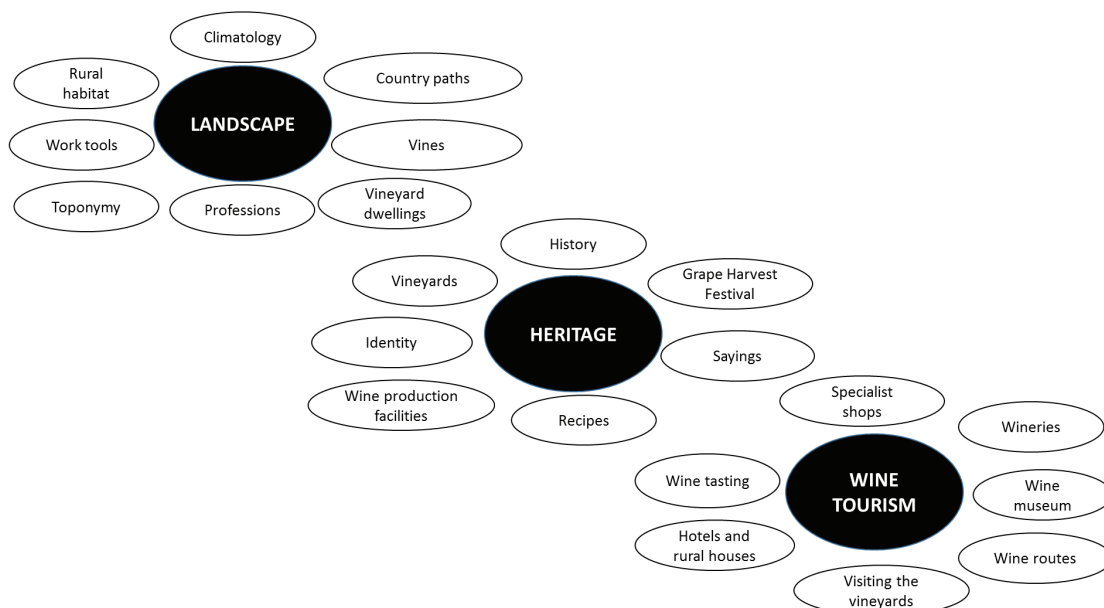 Climatology
Rural
habitat
Country paths
LANDSCAPE
Work tools
Vines
Toponymy
Professions
Vineyard
dwellings
History
Vineyards
Grape Harvest
Festival
HERITAGE
Identity
Sayings
Wine production
facilities
Recipes
Specialist
shops
Wineries
Wine tasting
WINE
TOURISM
Wine
museum
Hotels and
rural houses
Wine routes
Visiting the
vineyards